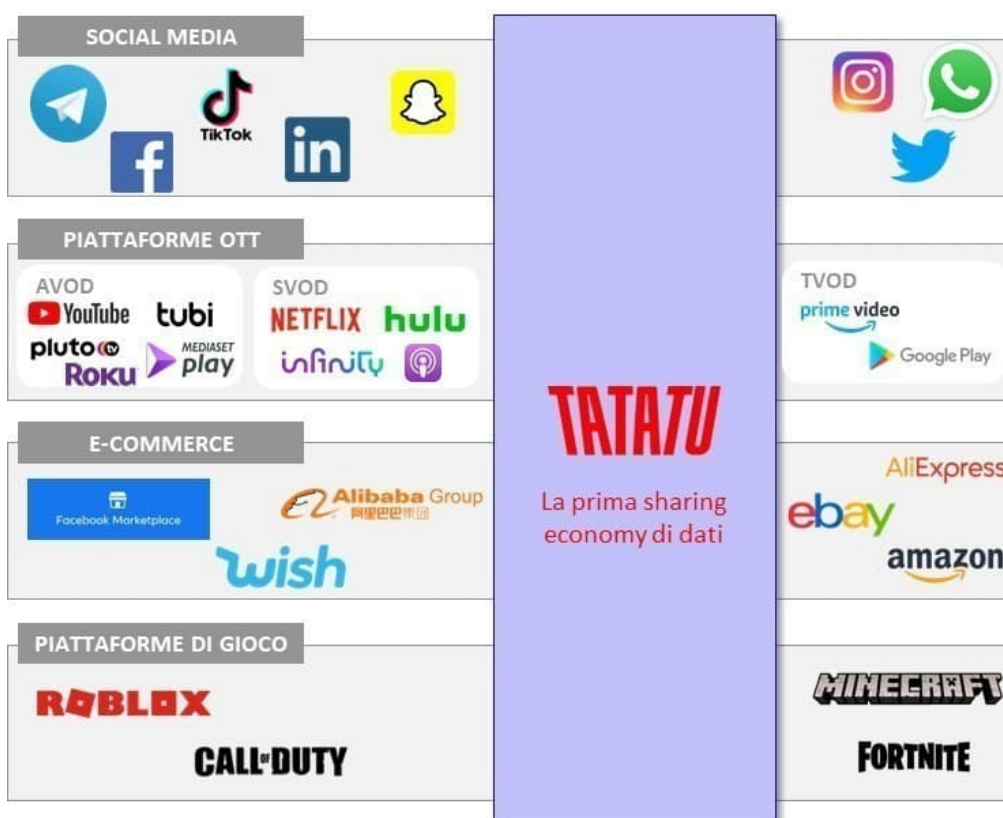 SOCIAL MEDIA
TikTok
in
PIATTAFORME OTT
AVOD
YouTube
tubi
pluto tv
Roku
MEDIASET
play
SVOD
NETFLIX
hulu
infinity
TVOD
prime video
Google Play
E-COMMERCE
Facebook Marketplace
Alibaba Group
阿里巴巴集团
wish
TATATU
La prima sharing
economy di dati
AliExpress
ebay
amazon
PIATTAFORME DI GIOCO
ROBLOX
CALL OF DUTY
MINECRAFT
FORTNITE